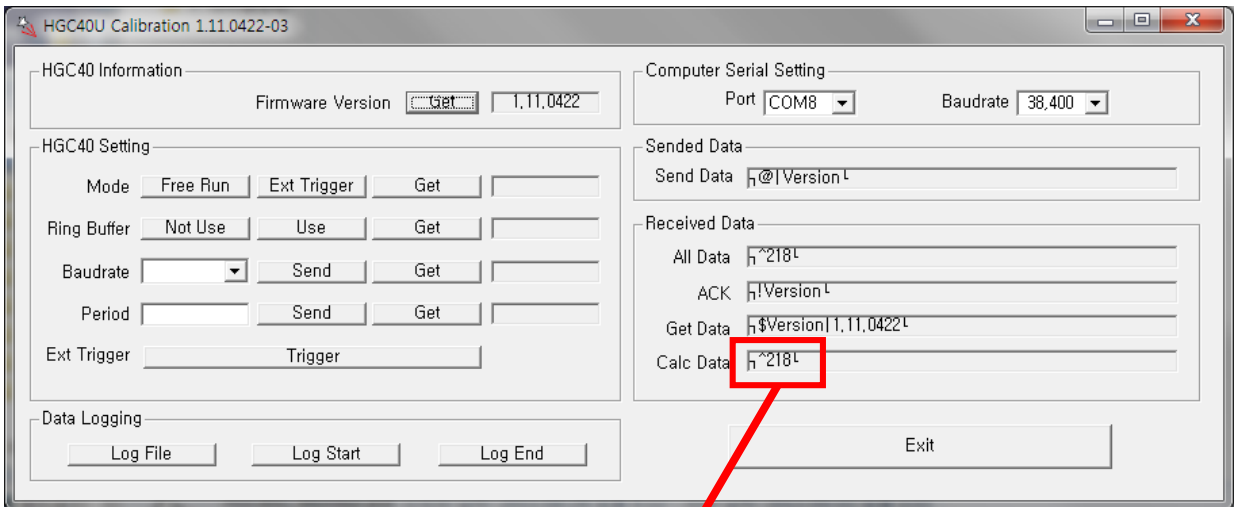 HGC40U Calibration 1.11.0422-03
HGC40 Information
Firmware Version Get 1,11,0422
HGC40 Setting
Mode Free Run Ext Trigger Get
Ring Buffer Not Use Use Get
Baudrate Send Get
Period Send Get
Ext Trigger Trigger
Data Logging
Log File Log Start Log End
Computer Serial Setting
Port COM8 Baudrate 38,400
Sended Data
Send Data ┐@|Version└
Received Data
All Data ┐^218└
ACK ┐!Version└
Get Data ┐$Version|1,11,0422└
Calc Data ┐^218└
Exit